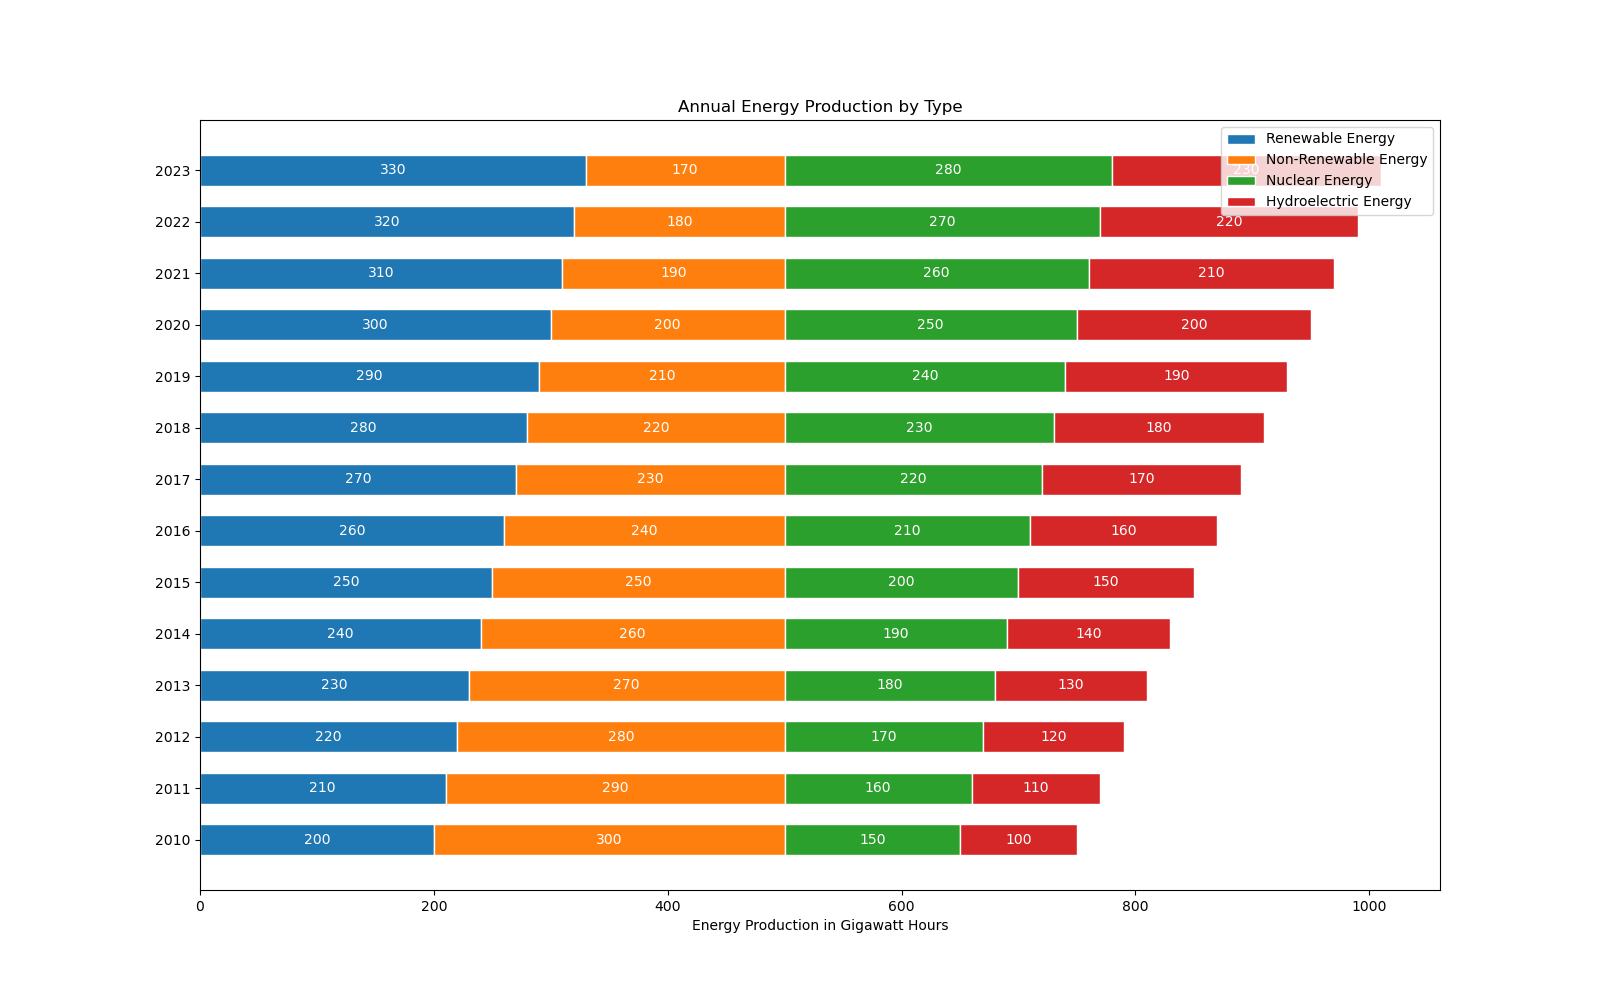 Annual Energy Production by Type
Renewable Energy
Non-Renewable Energy
Nuclear Energy
Hydroelectric Energy
2023 330 170 280 230
2022 320 180 270 220
2021 310 190 260 210
2020 300 200 250 200
2019 290 210 240 190
2018 280 220 230 180
2017 270 230 220 170
2016 260 240 210 160
2015 250 250 200 150
2014 240 260 190 140
2013 230 270 180 130
2012 220 280 170 120
2011 210 290 160 110
2010 200 300 150 100
0 200 400 600 800 1000
Energy Production in Gigawatt Hours